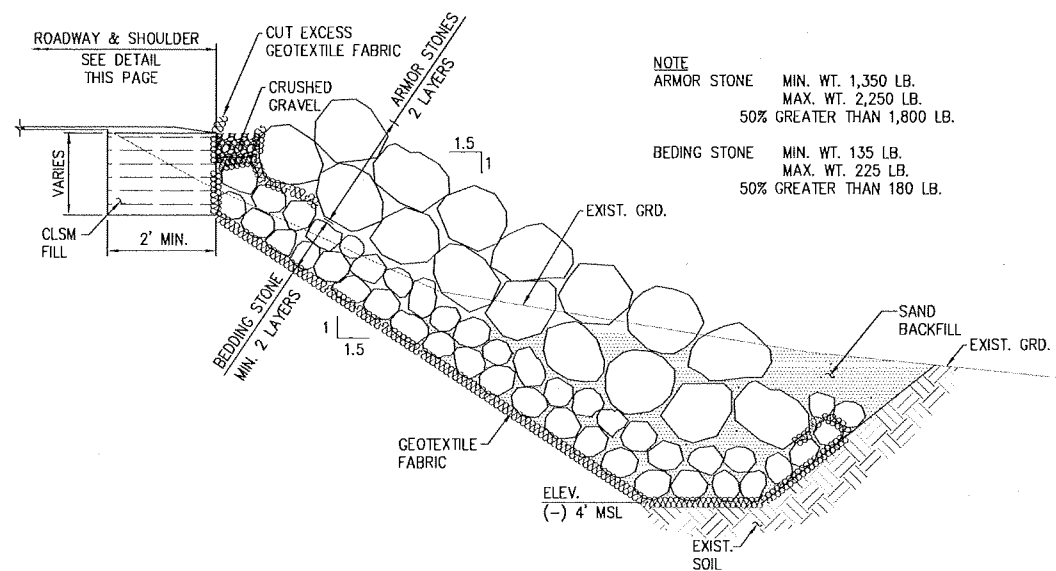 ROADWAY & SHOULDER
SEE DETAIL
THIS PAGE
CUT EXCESS
GEOTEXTILE FABRIC
CRUSHED
GRAVEL
ARMOR STONES
2 LAYERS
NOTE
ARMOR STONE MIN. WT. 1,350 LB.
MAX. WT. 2,250 LB.
50% GREATER THAN 1,800 LB.
BEDING STONE MIN. WT. 135 LB.
MAX. WT. 225 LB.
50% GREATER THAN 180 LB.
1.5
1
VARIES
CLSM
FILL
2' MIN.
EXIST. GRD.
BEDDING STONE
MIN. 2 LAYERS
1
1.5
SAND
BACKFILL
EXIST. GRD.
GEOTEXTILE
FABRIC
ELEV.
(-) 4' MSL
EXIST.
SOIL